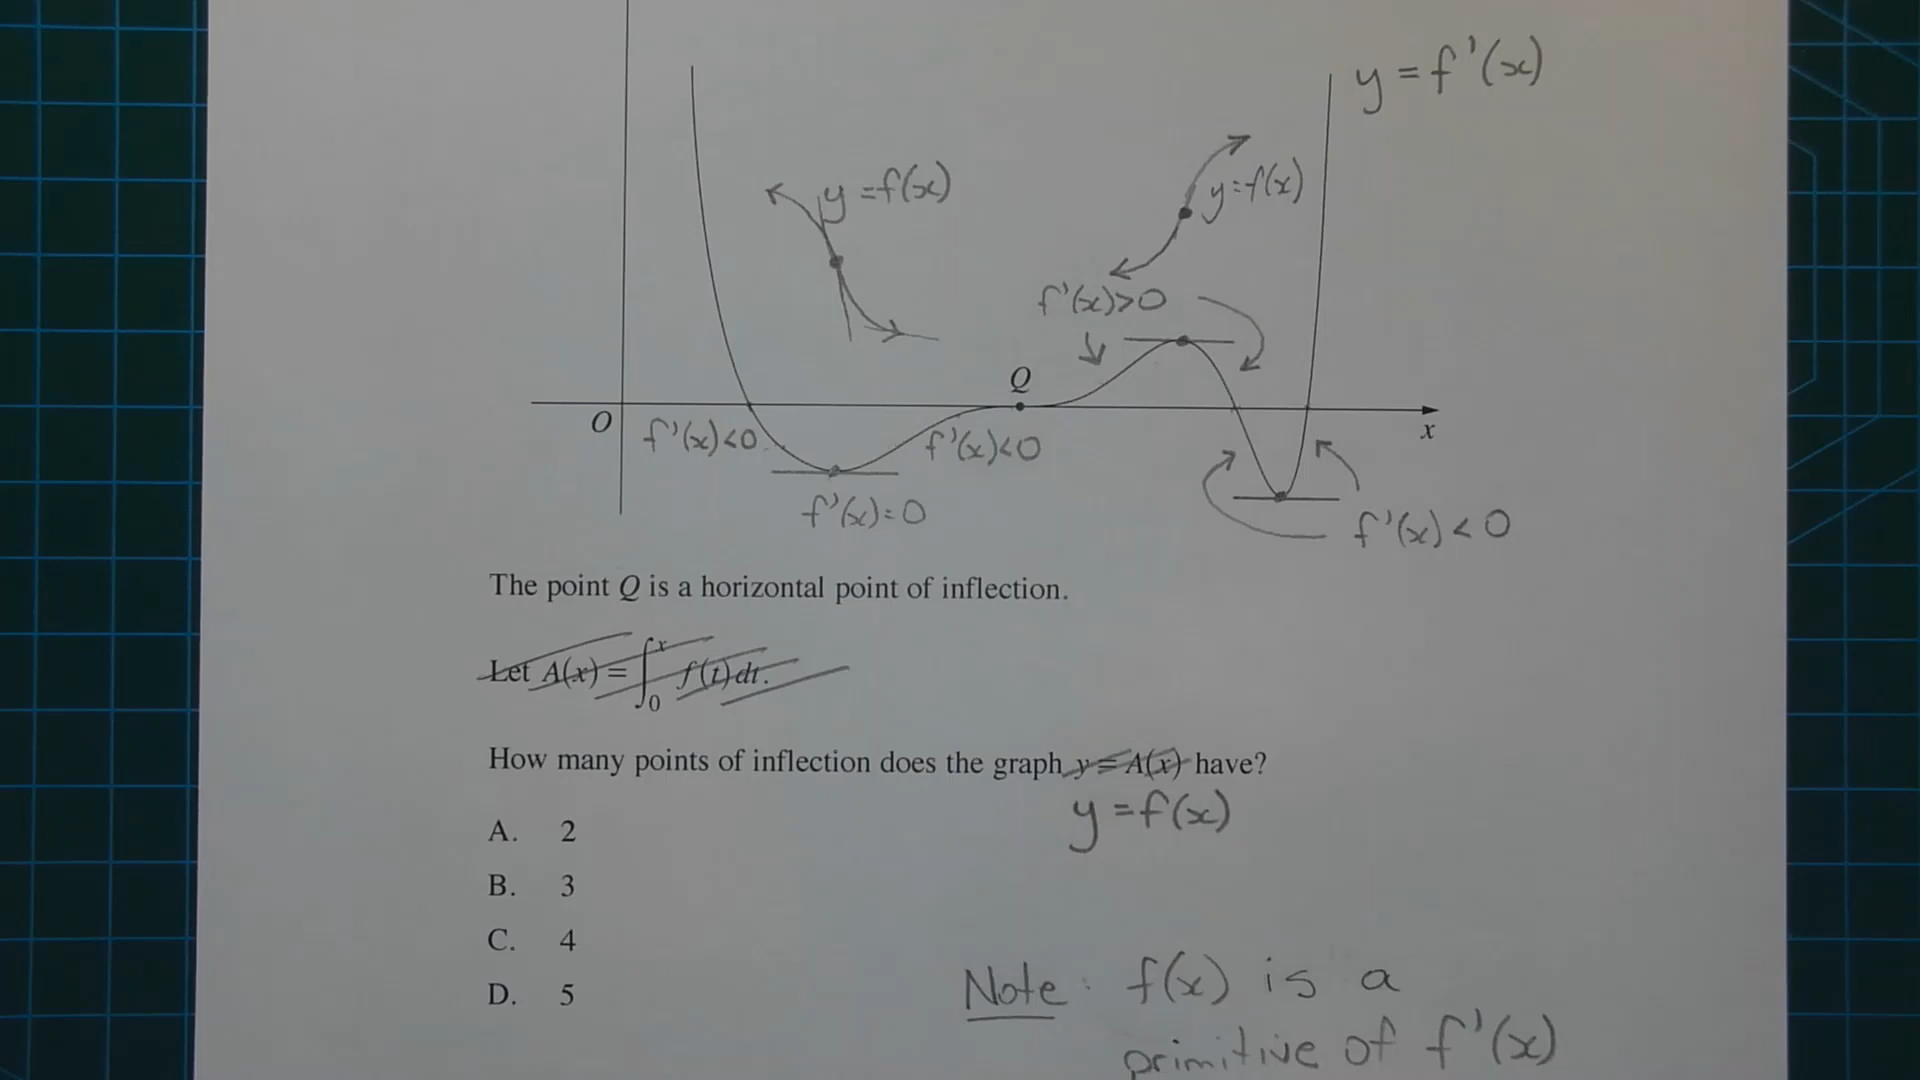 y = f'(x)
y = f(x)
y = f(x)
f'(x)>0
Q
O
f'(x)<0
f'(x)<0
x
f'(x)=0
f'(x)<0
The point Q is a horizontal point of inflection.
Let A(x) = ∫₀ˣ f(t) dt.
How many points of inflection does the graph y = A(x) have?
y = f(x)
A. 2
B. 3
C. 4
D. 5
Note: f(x) is a
primitive of f'(x)